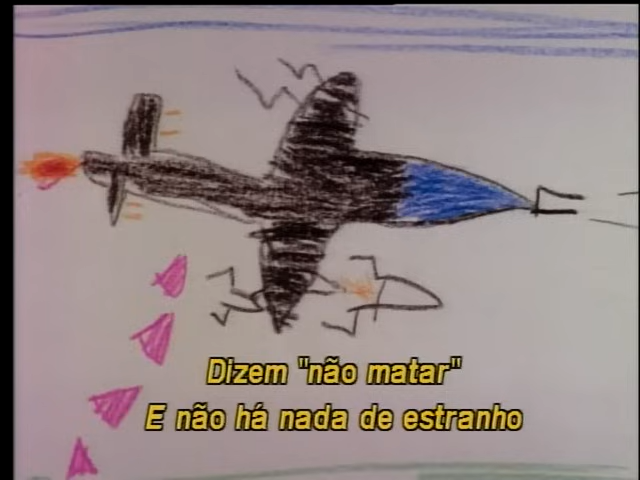 Dizem "não matar"
E não há nada de estranho